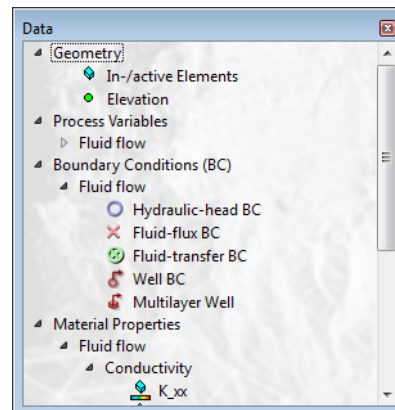 Data
Geometry
In-/active Elements
Elevation
Process Variables
Fluid flow
Boundary Conditions (BC)
Fluid flow
Hydraulic-head BC
Fluid-flux BC
Fluid-transfer BC
Well BC
Multilayer Well
Material Properties
Fluid flow
Conductivity
K_xx